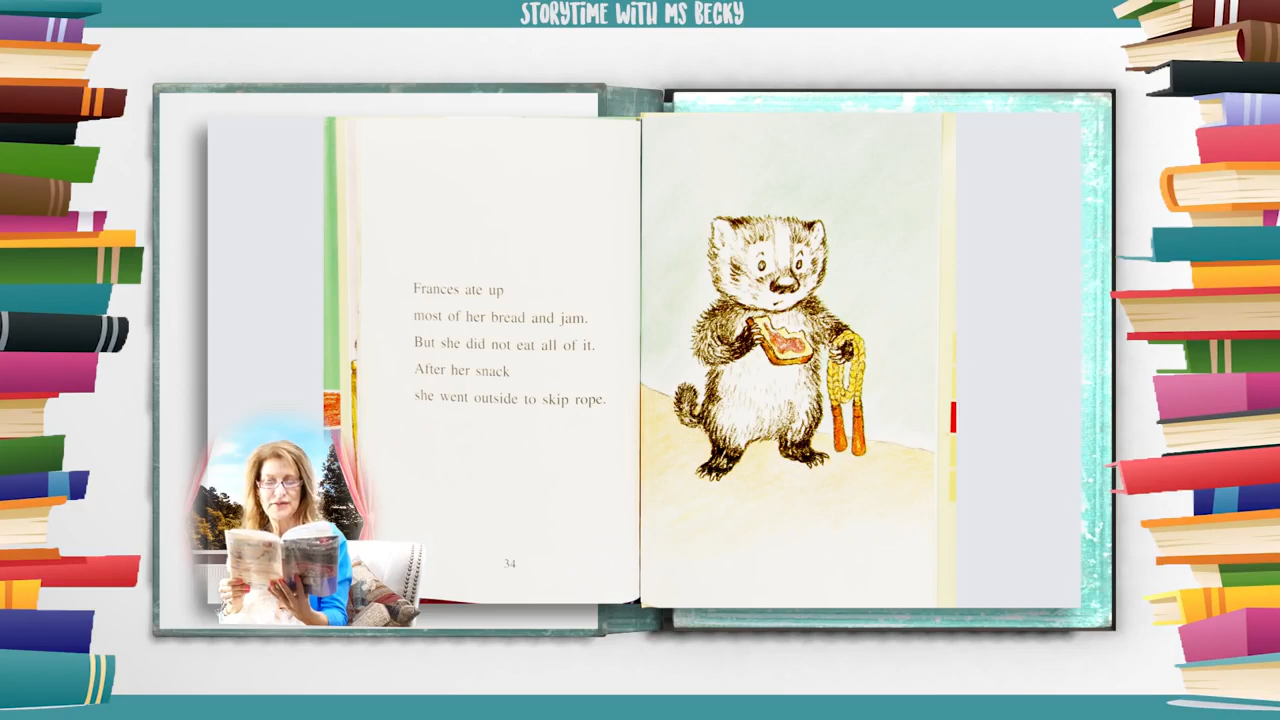 STORYTIME WITH MS BECKY
Frances ate up
most of her bread and jam.
But she did not eat all of it.
After her snack
she went outside to skip rope.
34